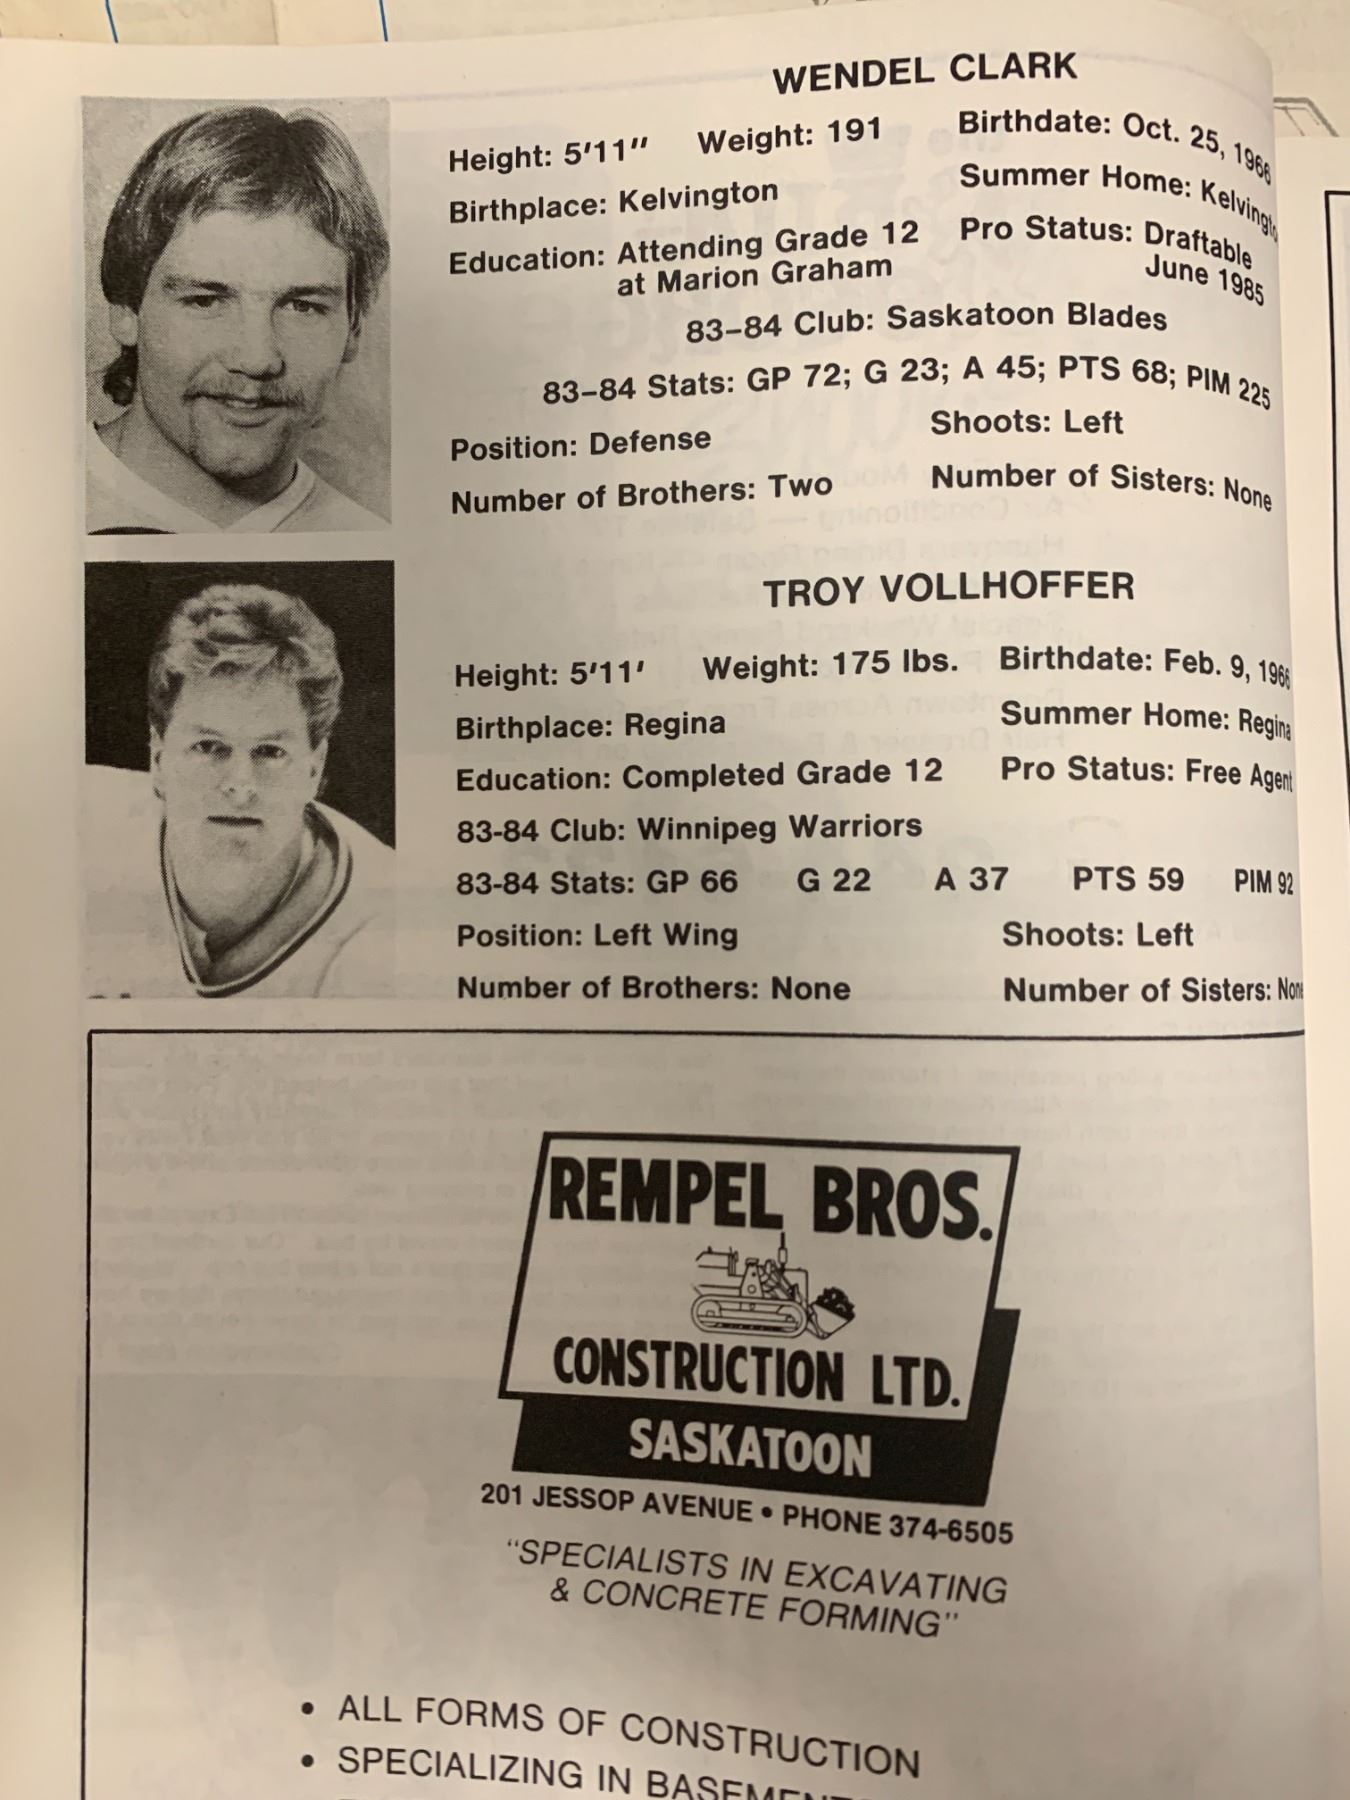 WENDEL CLARK
Height: 5'11" Weight: 191 Birthdate: Oct. 25, 1966
Birthplace: Kelvington Summer Home:
Education: Attending Grade 12 Pro Status: Draftable
at Marion Graham June 1985
83-84 Club: Saskatoon Blades
83-84 Stats: GP 72; G 23; A 45; PTS 68; PIM 225
Position: Defense Shoots: Left
Number of Brothers: Two Number of Sisters: None
TROY VOLLHOFFER
Height: 5'11' Weight: 175 lbs. Birthdate: Feb. 9, 1966
Birthplace: Regina Summer Home: Regina
Education: Completed Grade 12 Pro Status: Free Agent
83-84 Club: Winnipeg Warriors
83-84 Stats: GP 66 G 22 A 37 PTS 59 PIM 92
Position: Left Wing Shoots: Left
Number of Brothers: None Number of Sisters: None
REMPEL BROS.
CONSTRUCTION LTD.
SASKATOON
201 JESSOP AVENUE • PHONE 374-6505
"SPECIALISTS IN EXCAVATING
& CONCRETE FORMING"
• ALL FORMS OF CONSTRUCTION
• SPECIALIZING IN